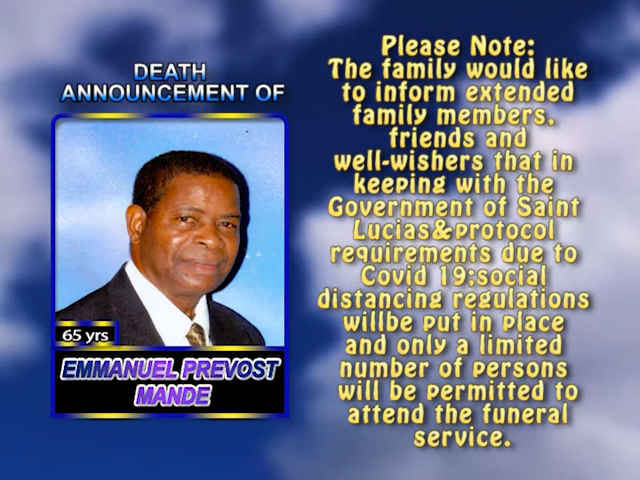 DEATH
ANNOUNCEMENT OF
65 yrs
EMMANUEL PREVOST
MANDE
Please Note:
The family would like
to inform extended
family members,
friends and
well-wishers that in
keeping with the
Government of Saint
Lucias&protocol
requirements due to
Covid 19;social
distancing regulations
willbe put in place
and only a limited
number of persons
will be permitted to
attend the funeral
service.